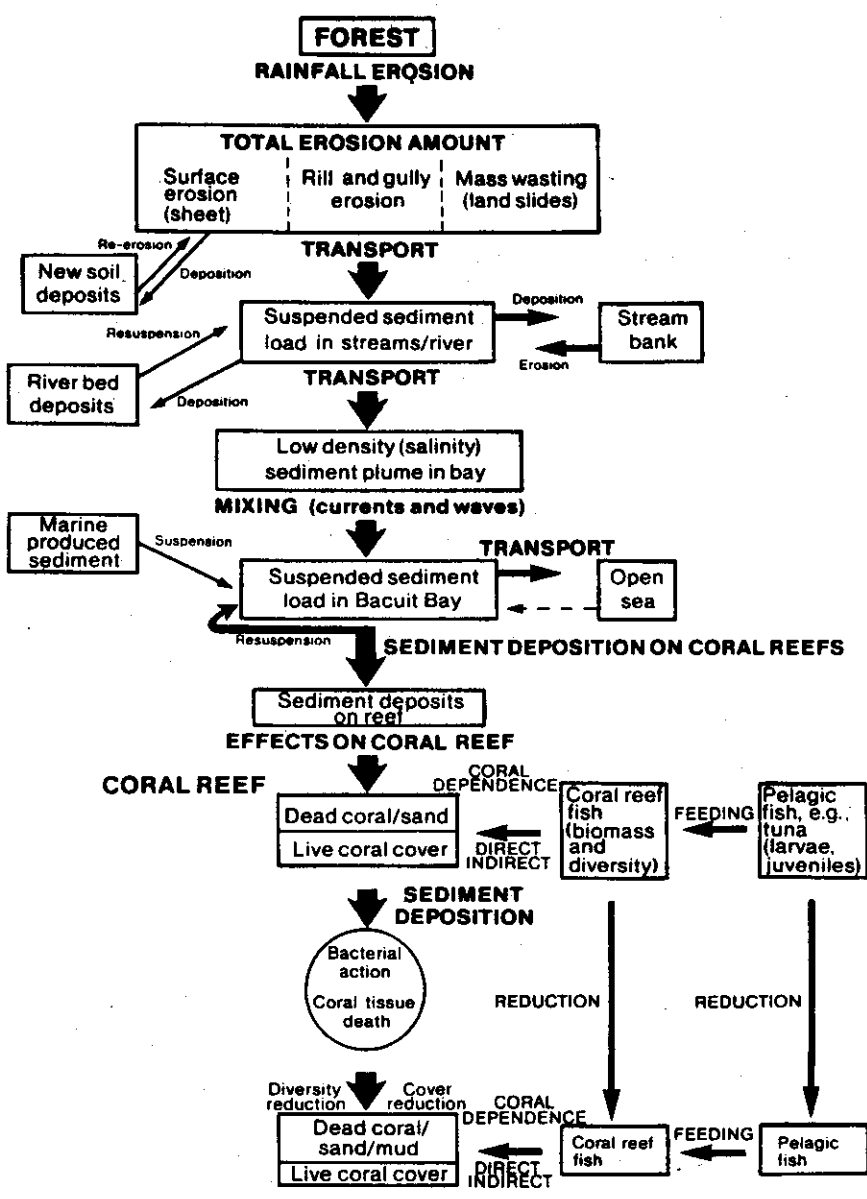 FOREST
RAINFALL EROSION
TOTAL EROSION AMOUNT
Surface
erosion
(sheet)
Rill and gully
erosion
Mass wasting
(land slides)
TRANSPORT
Re-erosion
Deposition
New soil
deposits
Suspended sediment
load in streams/river
Deposition
Erosion
Stream
bank
Resuspension
Deposition
River bed
deposits
TRANSPORT
Low density (salinity)
sediment plume in bay
MIXING (currents and waves)
Marine
produced
sediment
Suspension
Suspended sediment
load in Bacuit Bay
TRANSPORT
Open
sea
Resuspension
SEDIMENT DEPOSITION ON CORAL REEFS
Sediment deposits
on reef
EFFECTS ON CORAL REEF
CORAL REEF
Dead coral/sand
Live coral cover
CORAL
DEPENDENCE
DIRECT
INDIRECT
Coral reef
fish
(biomass
and
diversity)
FEEDING
Pelagic
fish, e.g.,
tuna
(larvae,
juveniles)
SEDIMENT
DEPOSITION
Bacterial
action
Coral tissue
death
REDUCTION
REDUCTION
Diversity
reduction
Cover
reduction
Dead coral/
sand/mud
Live coral cover
CORAL
DEPENDENCE
DIRECT
INDIRECT
Coral reef
fish
FEEDING
Pelagic
fish